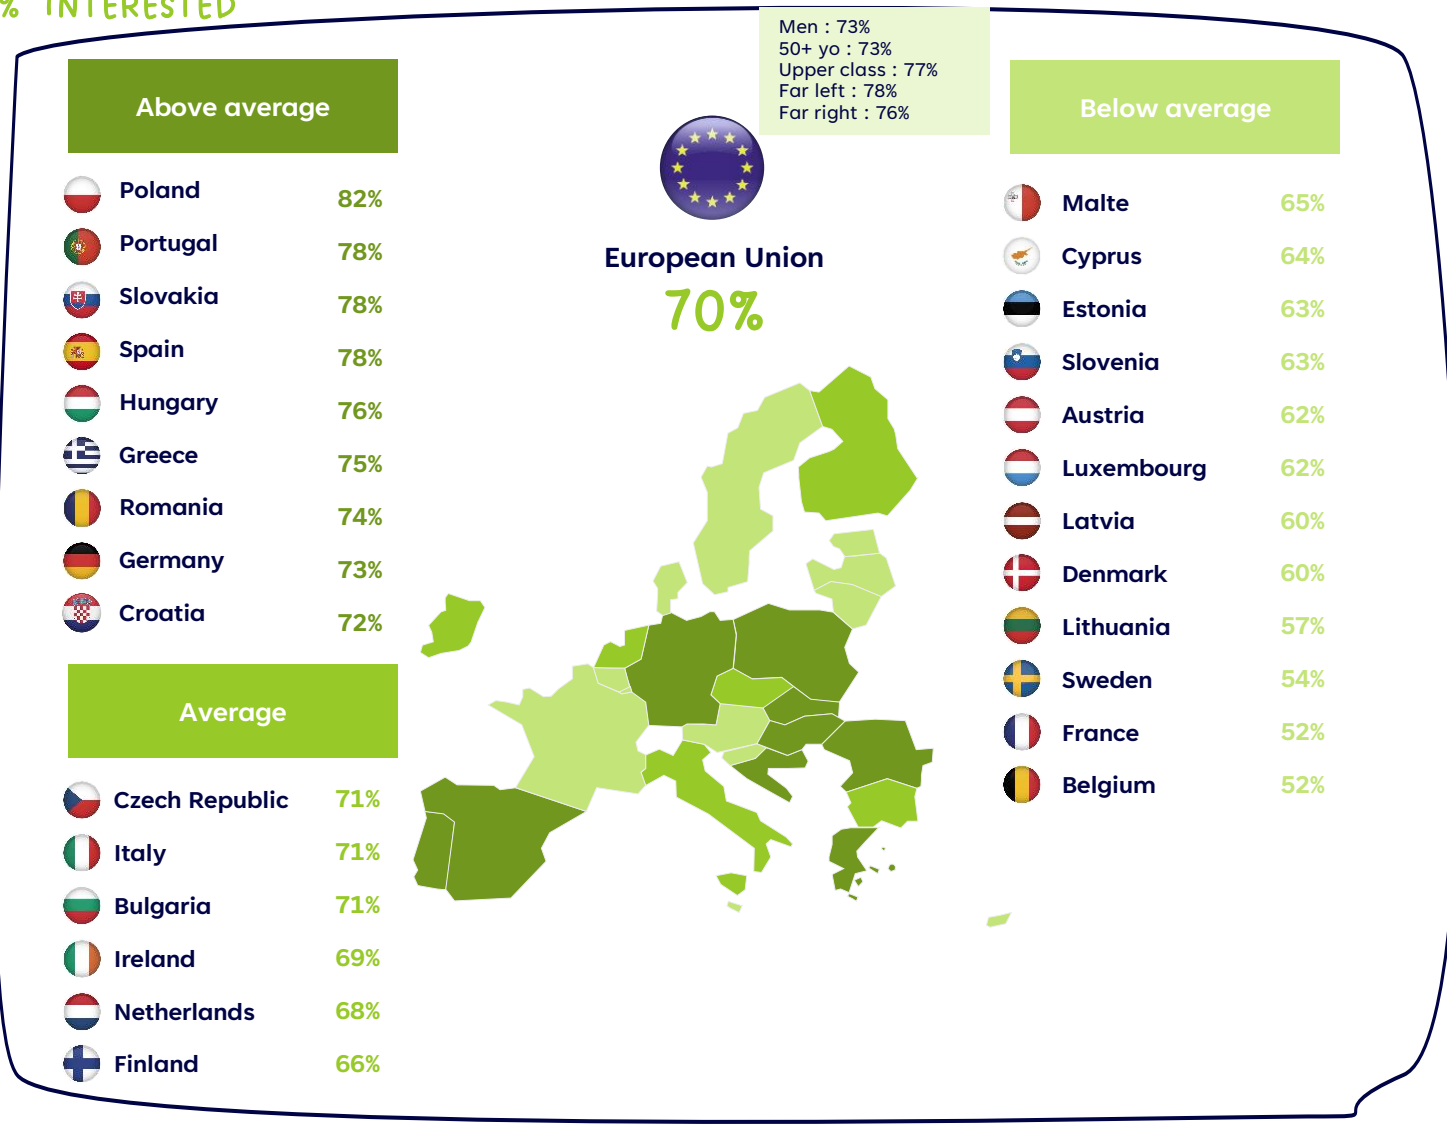 % INTERESTED
Men : 73%
50+ yo : 73%
Upper class : 77%
Far left : 78%
Far right : 76%
Above average
Poland 82%
Portugal 78%
Slovakia 78%
Spain 78%
Hungary 76%
Greece 75%
Romania 74%
Germany 73%
Croatia 72%
Average
Czech Republic 71%
Italy 71%
Bulgaria 71%
Ireland 69%
Netherlands 68%
Finland 66%
European Union
70%
Below average
Malte 65%
Cyprus 64%
Estonia 63%
Slovenia 63%
Austria 62%
Luxembourg 62%
Latvia 60%
Denmark 60%
Lithuania 57%
Sweden 54%
France 52%
Belgium 52%